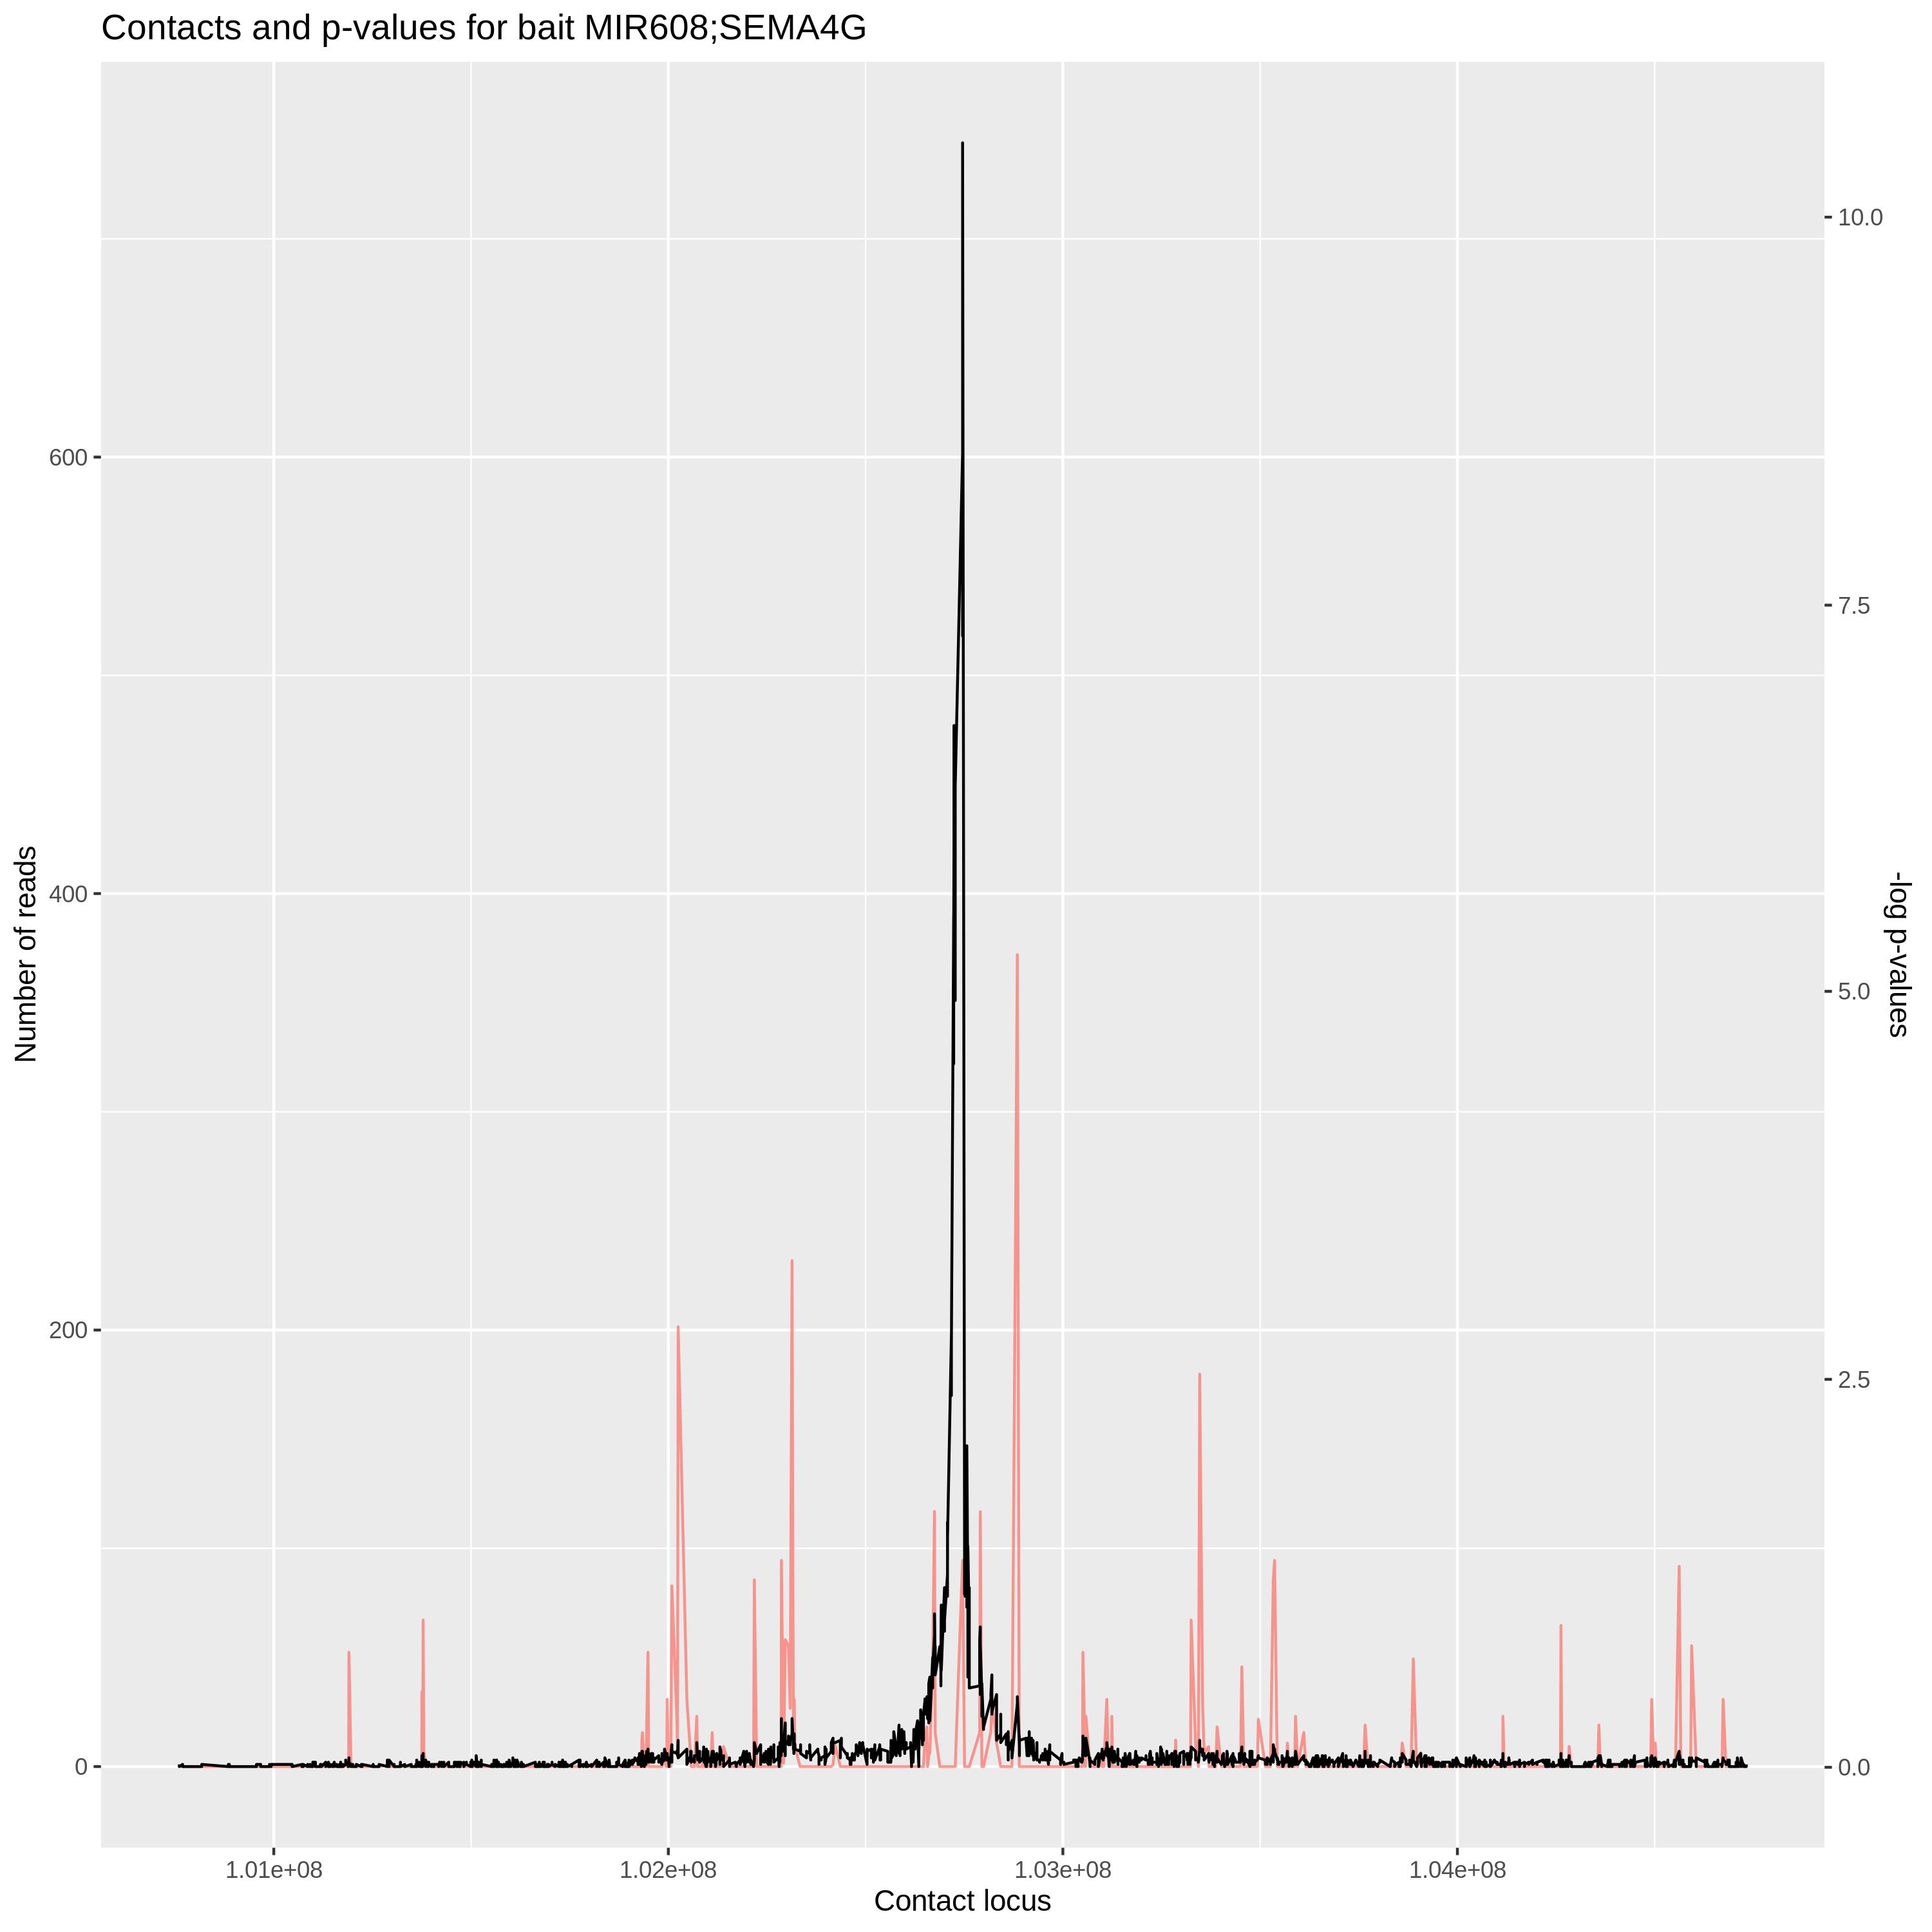 Contacts and p-values for bait MIR608;SEMA4G
10.0
600
7.5
Number of reads
400
-log p-values
5.0
200
2.5
0
0.0
1.01e+08
1.02e+08
1.03e+08
1.04e+08
Contact locus